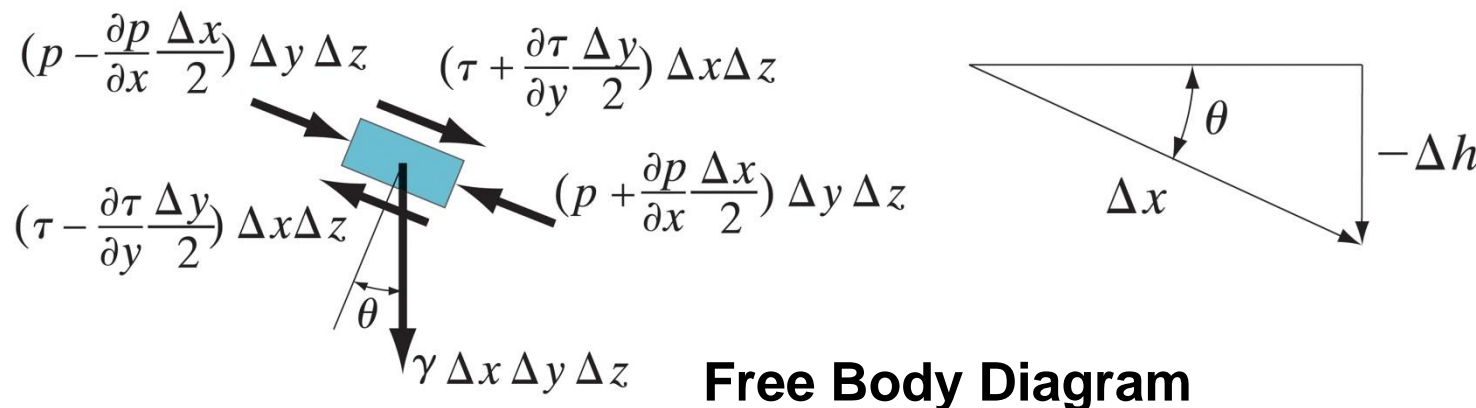 (p − ∂p/∂x Δx/2) Δy Δz
(τ + ∂τ/∂y Δy/2) ΔxΔz
θ
−Δh
Δx
(p + ∂p/∂x Δx/2) Δy Δz
(τ − ∂τ/∂y Δy/2) ΔxΔz
θ
γ Δx Δy Δz
Free Body Diagram